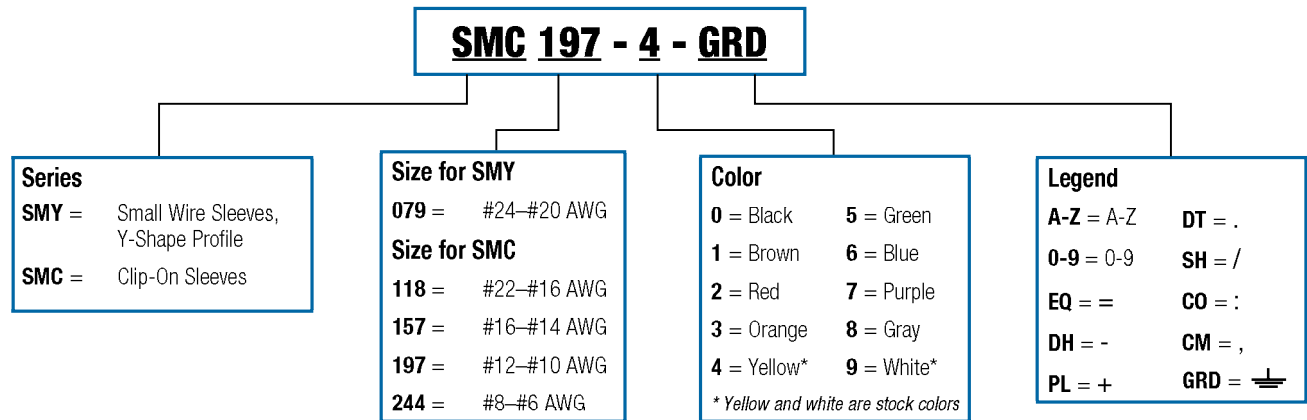 SMC 197 - 4 - GRD
Series
SMY = Small Wire Sleeves,
Y-Shape Profile
SMC = Clip-On Sleeves
Size for SMY
079 = #24–#20 AWG
Size for SMC
118 = #22–#16 AWG
157 = #16–#14 AWG
197 = #12–#10 AWG
244 = #8–#6 AWG
Color
0 = Black 5 = Green
1 = Brown 6 = Blue
2 = Red 7 = Purple
3 = Orange 8 = Gray
4 = Yellow* 9 = White*
* Yellow and white are stock colors
Legend
A-Z = A-Z DT = .
0-9 = 0-9 SH = /
EQ = = CO = :
DH = - CM = ,
PL = + GRD = ⏚